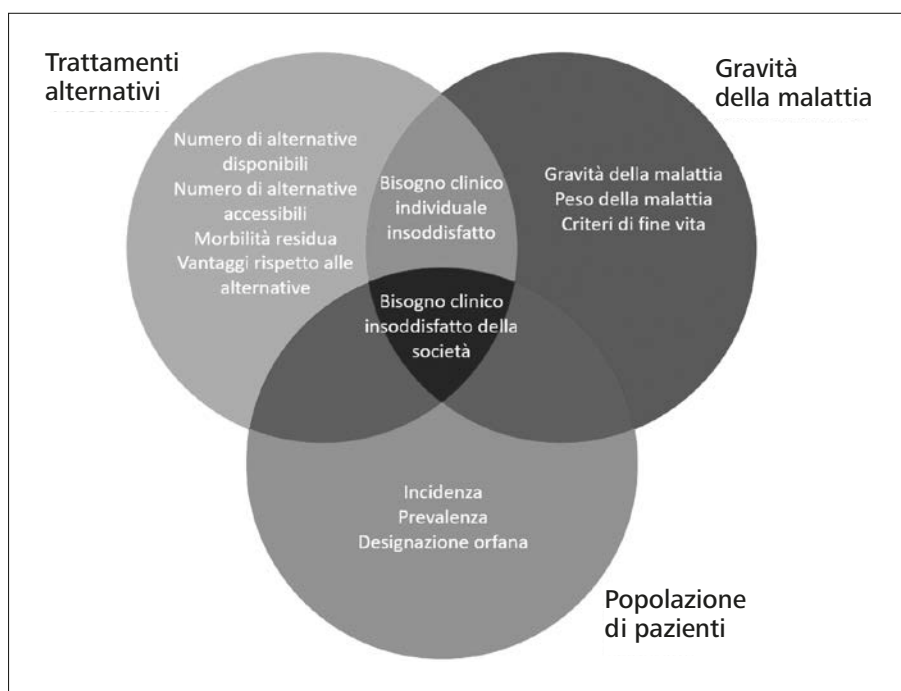 Trattamenti
alternativi
Gravità
della malattia
Numero di alternative
disponibili
Numero di alternative
accessibili
Morbilità residua
Vantaggi rispetto alle
alternative
Bisogno clinico
individuale
insoddisfatto
Gravità della malattia
Peso della malattia
Criteri di fine vita
Bisogno clinico
insoddisfatto della
società
Incidenza
Prevalenza
Designazione orfana
Popolazione
di pazienti